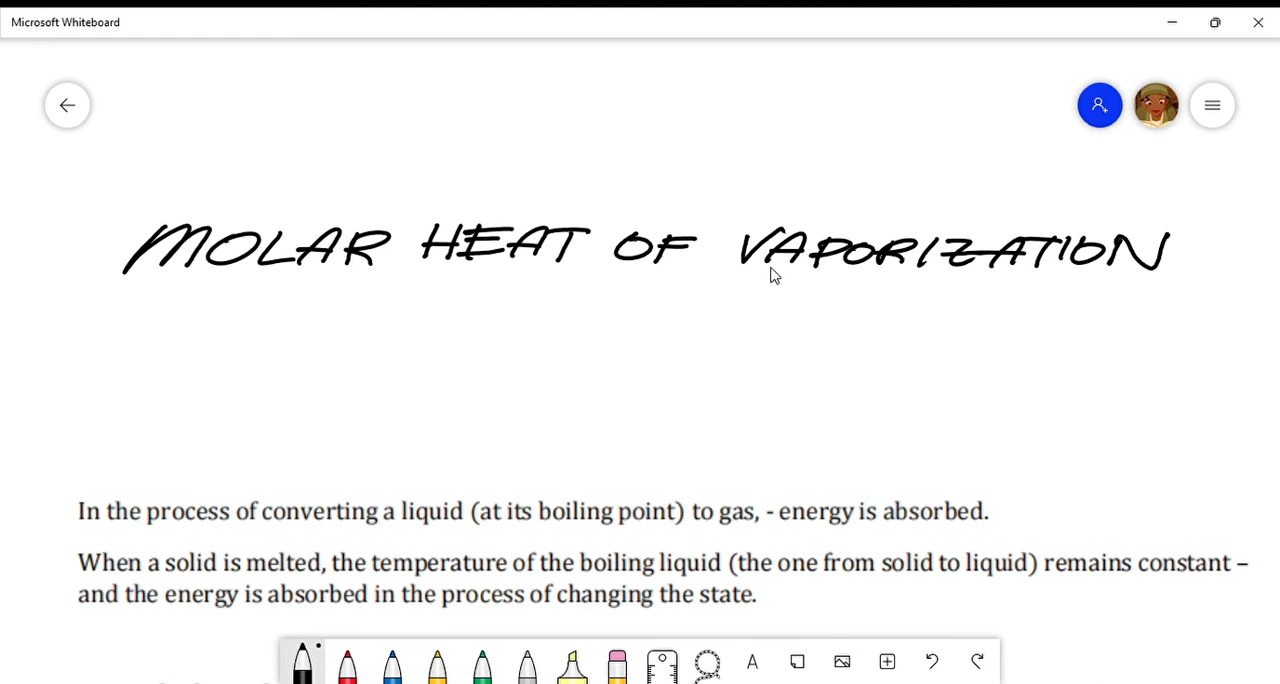 Microsoft Whiteboard
MOLAR HEAT OF VAPORIZATION
In the process of converting a liquid (at its boiling point) to gas, - energy is absorbed.
When a solid is melted, the temperature of the boiling liquid (the one from solid to liquid) remains constant –
and the energy is absorbed in the process of changing the state.